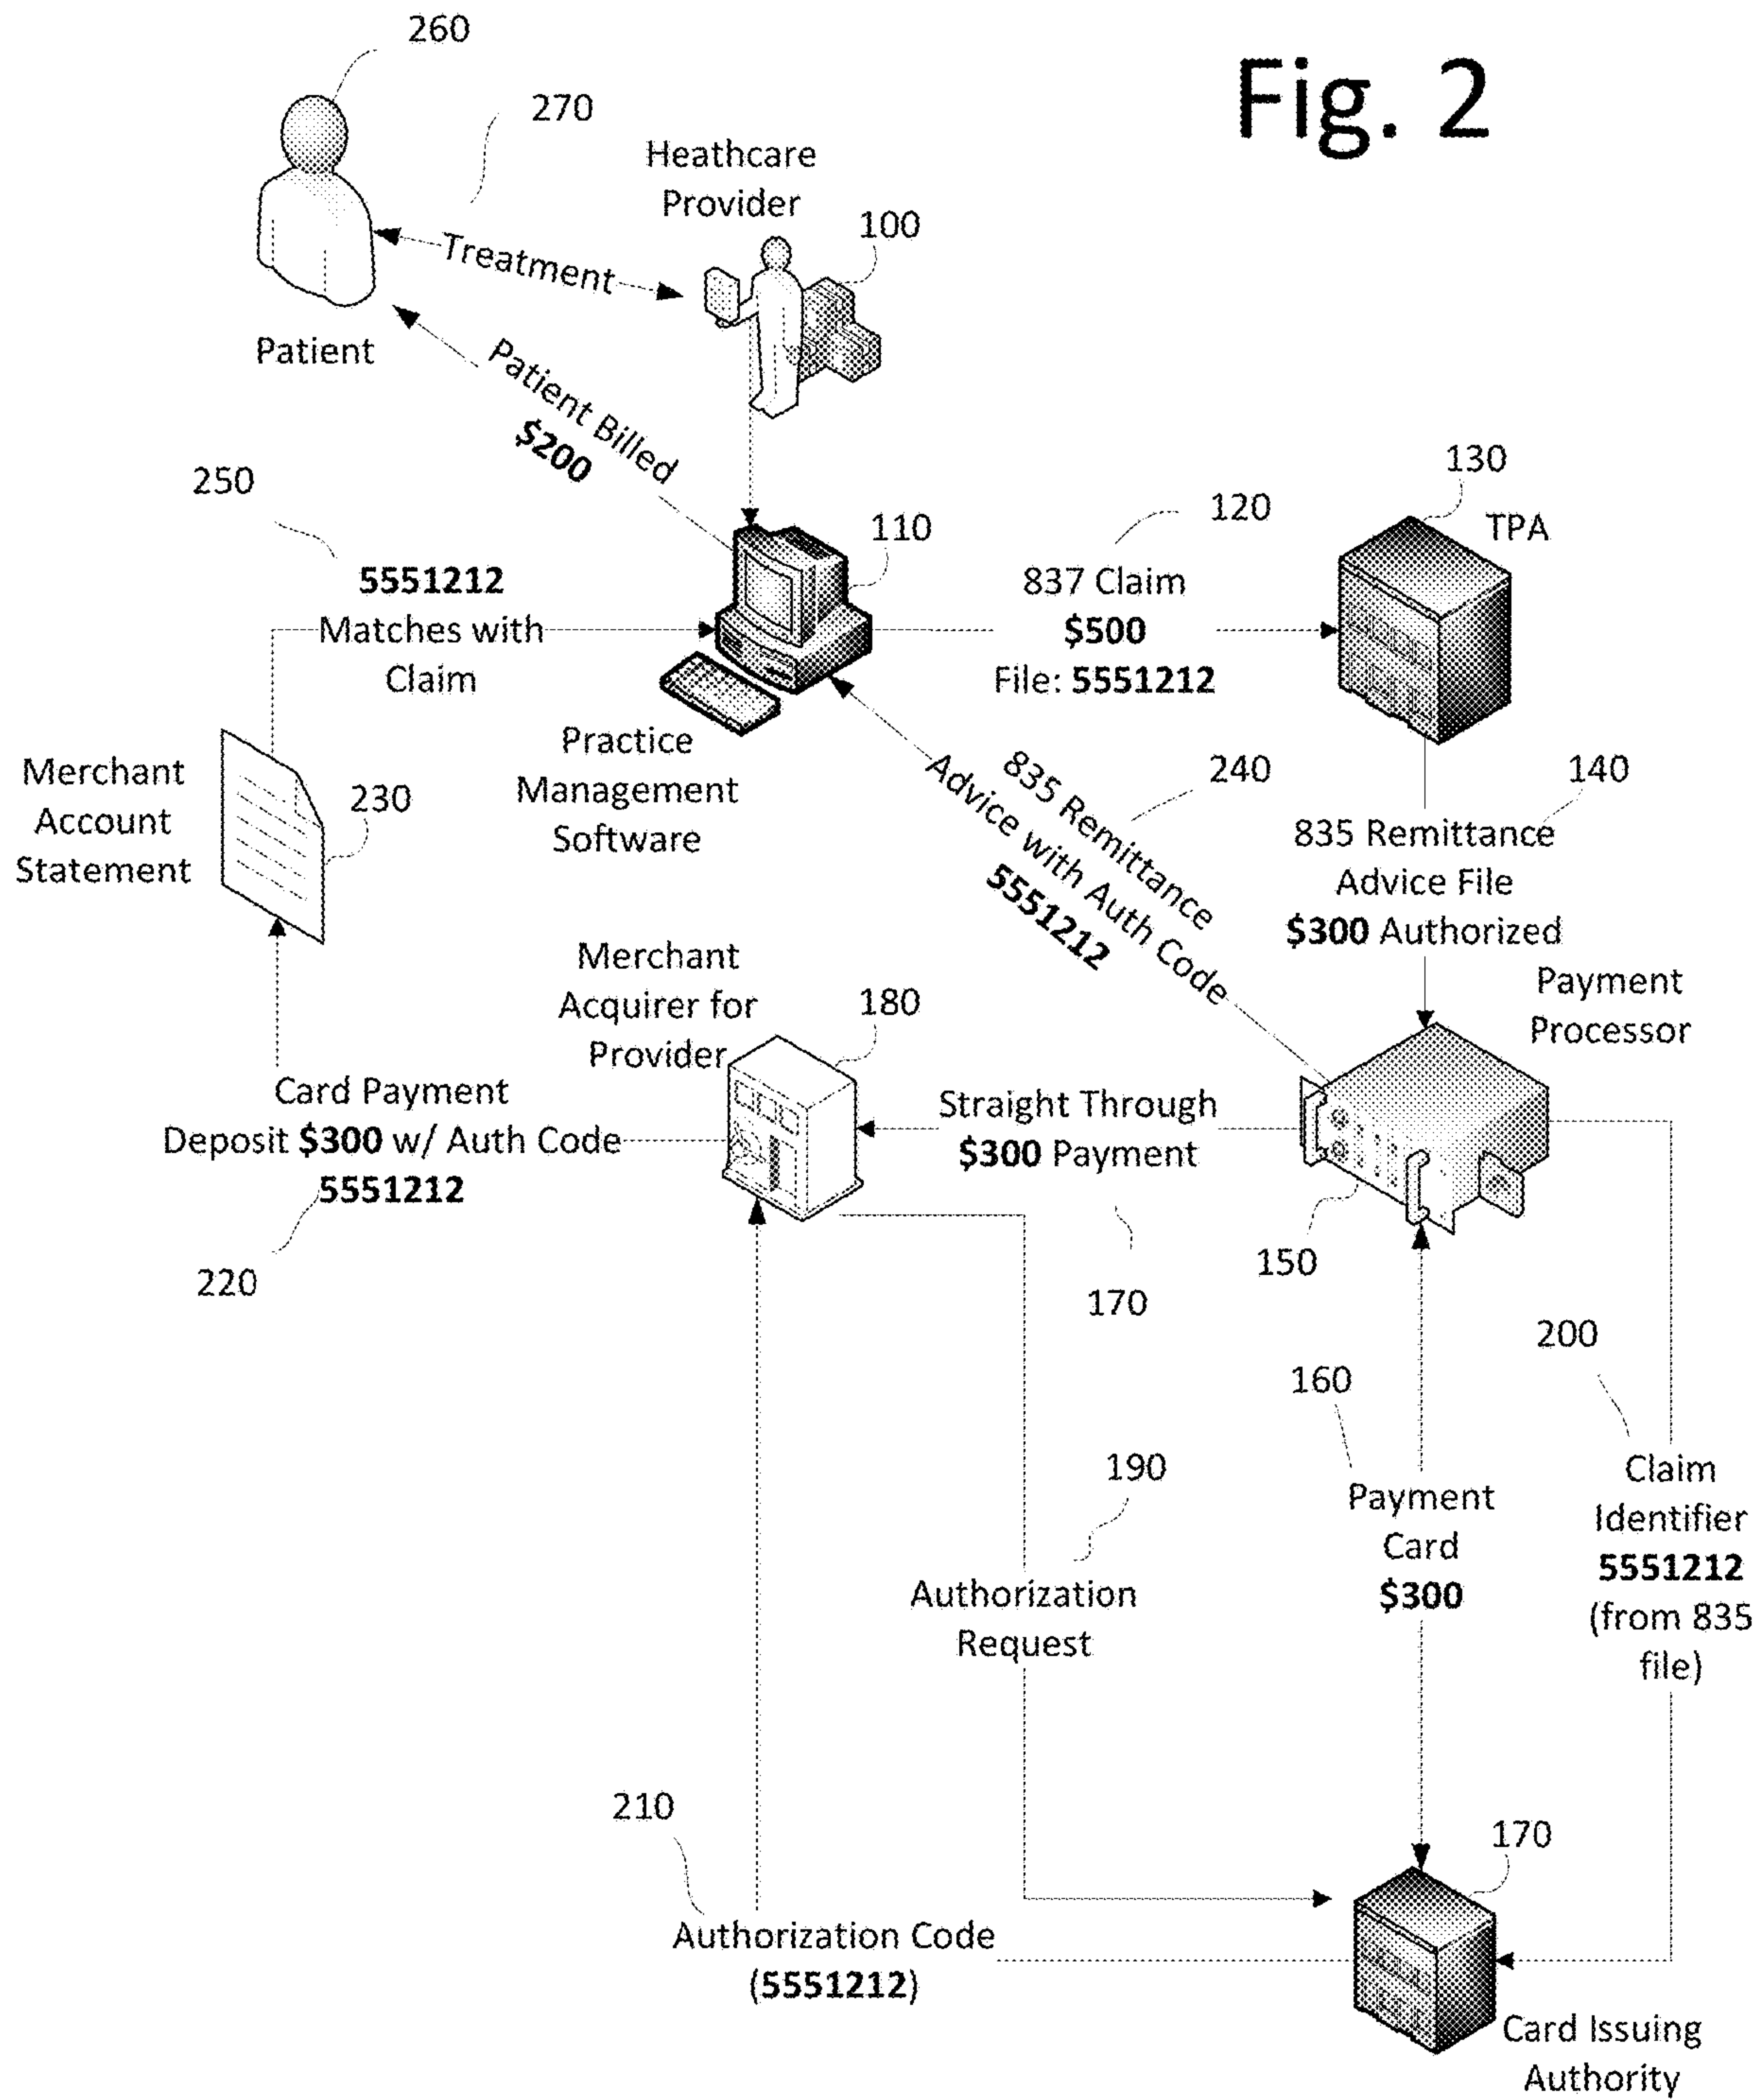 Fig. 2
260
270
Heathcare
Provider
100
Treatment
Patient
Patient Billed
$200
250
5551212
Matches with
Claim
110
120
837 Claim
$500
File: 5551212
130
TPA
Practice
Management
Software
Merchant
Account
Statement
230
240
835 Remittance
Advice with Auth Code
5551212
140
835 Remittance
Advice File
$300 Authorized
Payment
Processor
Merchant
Acquirer for
Provider
180
Card Payment
Deposit $300 w/ Auth Code
5551212
220
Straight Through
$300 Payment
170
150
200
160
190
Payment
Card
$300
Claim
Identifier
5551212
(from 835
file)
Authorization
Request
210
Authorization Code
(5551212)
170
Card Issuing
Authority